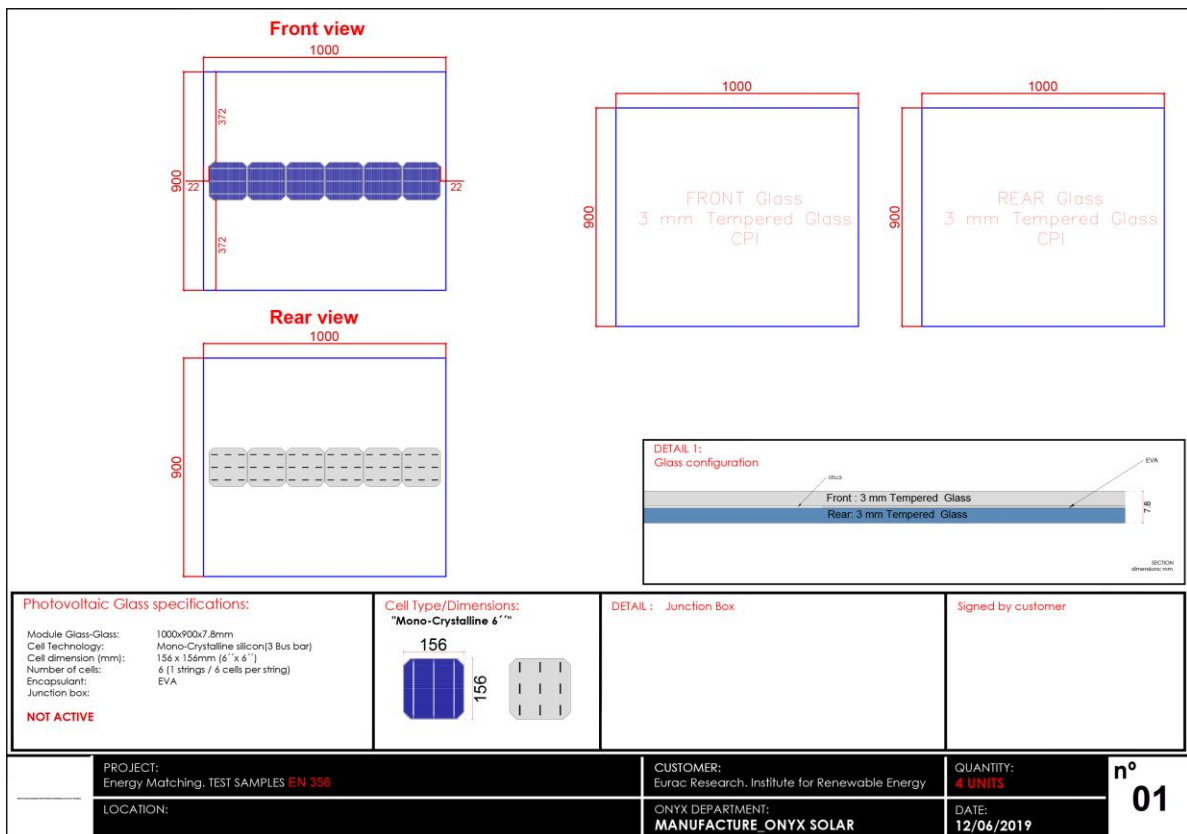 Front view
1000
900
372
22
22
372
Rear view
1000
900
1000
900
FRONT Glass
3 mm Tempered Glass
CPI
1000
900
REAR Glass
3 mm Tempered Glass
CPI
DETAIL 1:
Glass configuration
CELLS
EVA
Front : 3 mm Tempered Glass
Rear: 3 mm Tempered Glass
7.8
SECTION
dimensions: mm
Photovoltaic Glass specifications:
Module Glass-Glass: 1000x900x7.8mm
Cell Technology: Mono-Crystalline silicon(3 Bus bar)
Cell dimension (mm): 156 x 156mm (6´´x 6´´)
Number of cells: 6 (1 strings / 6 cells per string)
Encapsulant: EVA
Junction box:
NOT ACTIVE
Cell Type/Dimensions:
"Mono-Crystalline 6´´"
156
156
DETAIL : Junction Box
Signed by customer
PROJECT:
Energy Matching. TEST SAMPLES EN 356
LOCATION:
CUSTOMER:
Eurac Research. Institute for Renewable Energy
ONYX DEPARTMENT:
MANUFACTURE_ONYX SOLAR
QUANTITY:
4 UNITS
DATE:
12/06/2019
nº
01